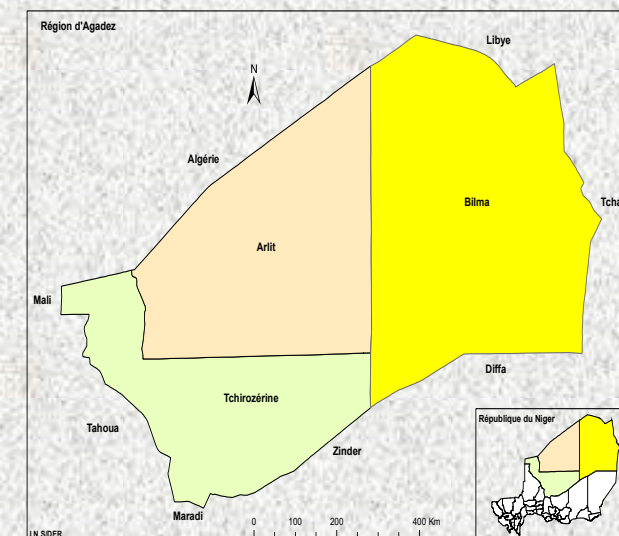 Région d'Agadez
Libye
N
Algérie
Tcha
Bilma
Arlit
Mali
Diffa
Tchirozérine
République du Niger
Tahoua
Zinder
Maradi
0 100 200 400 Km